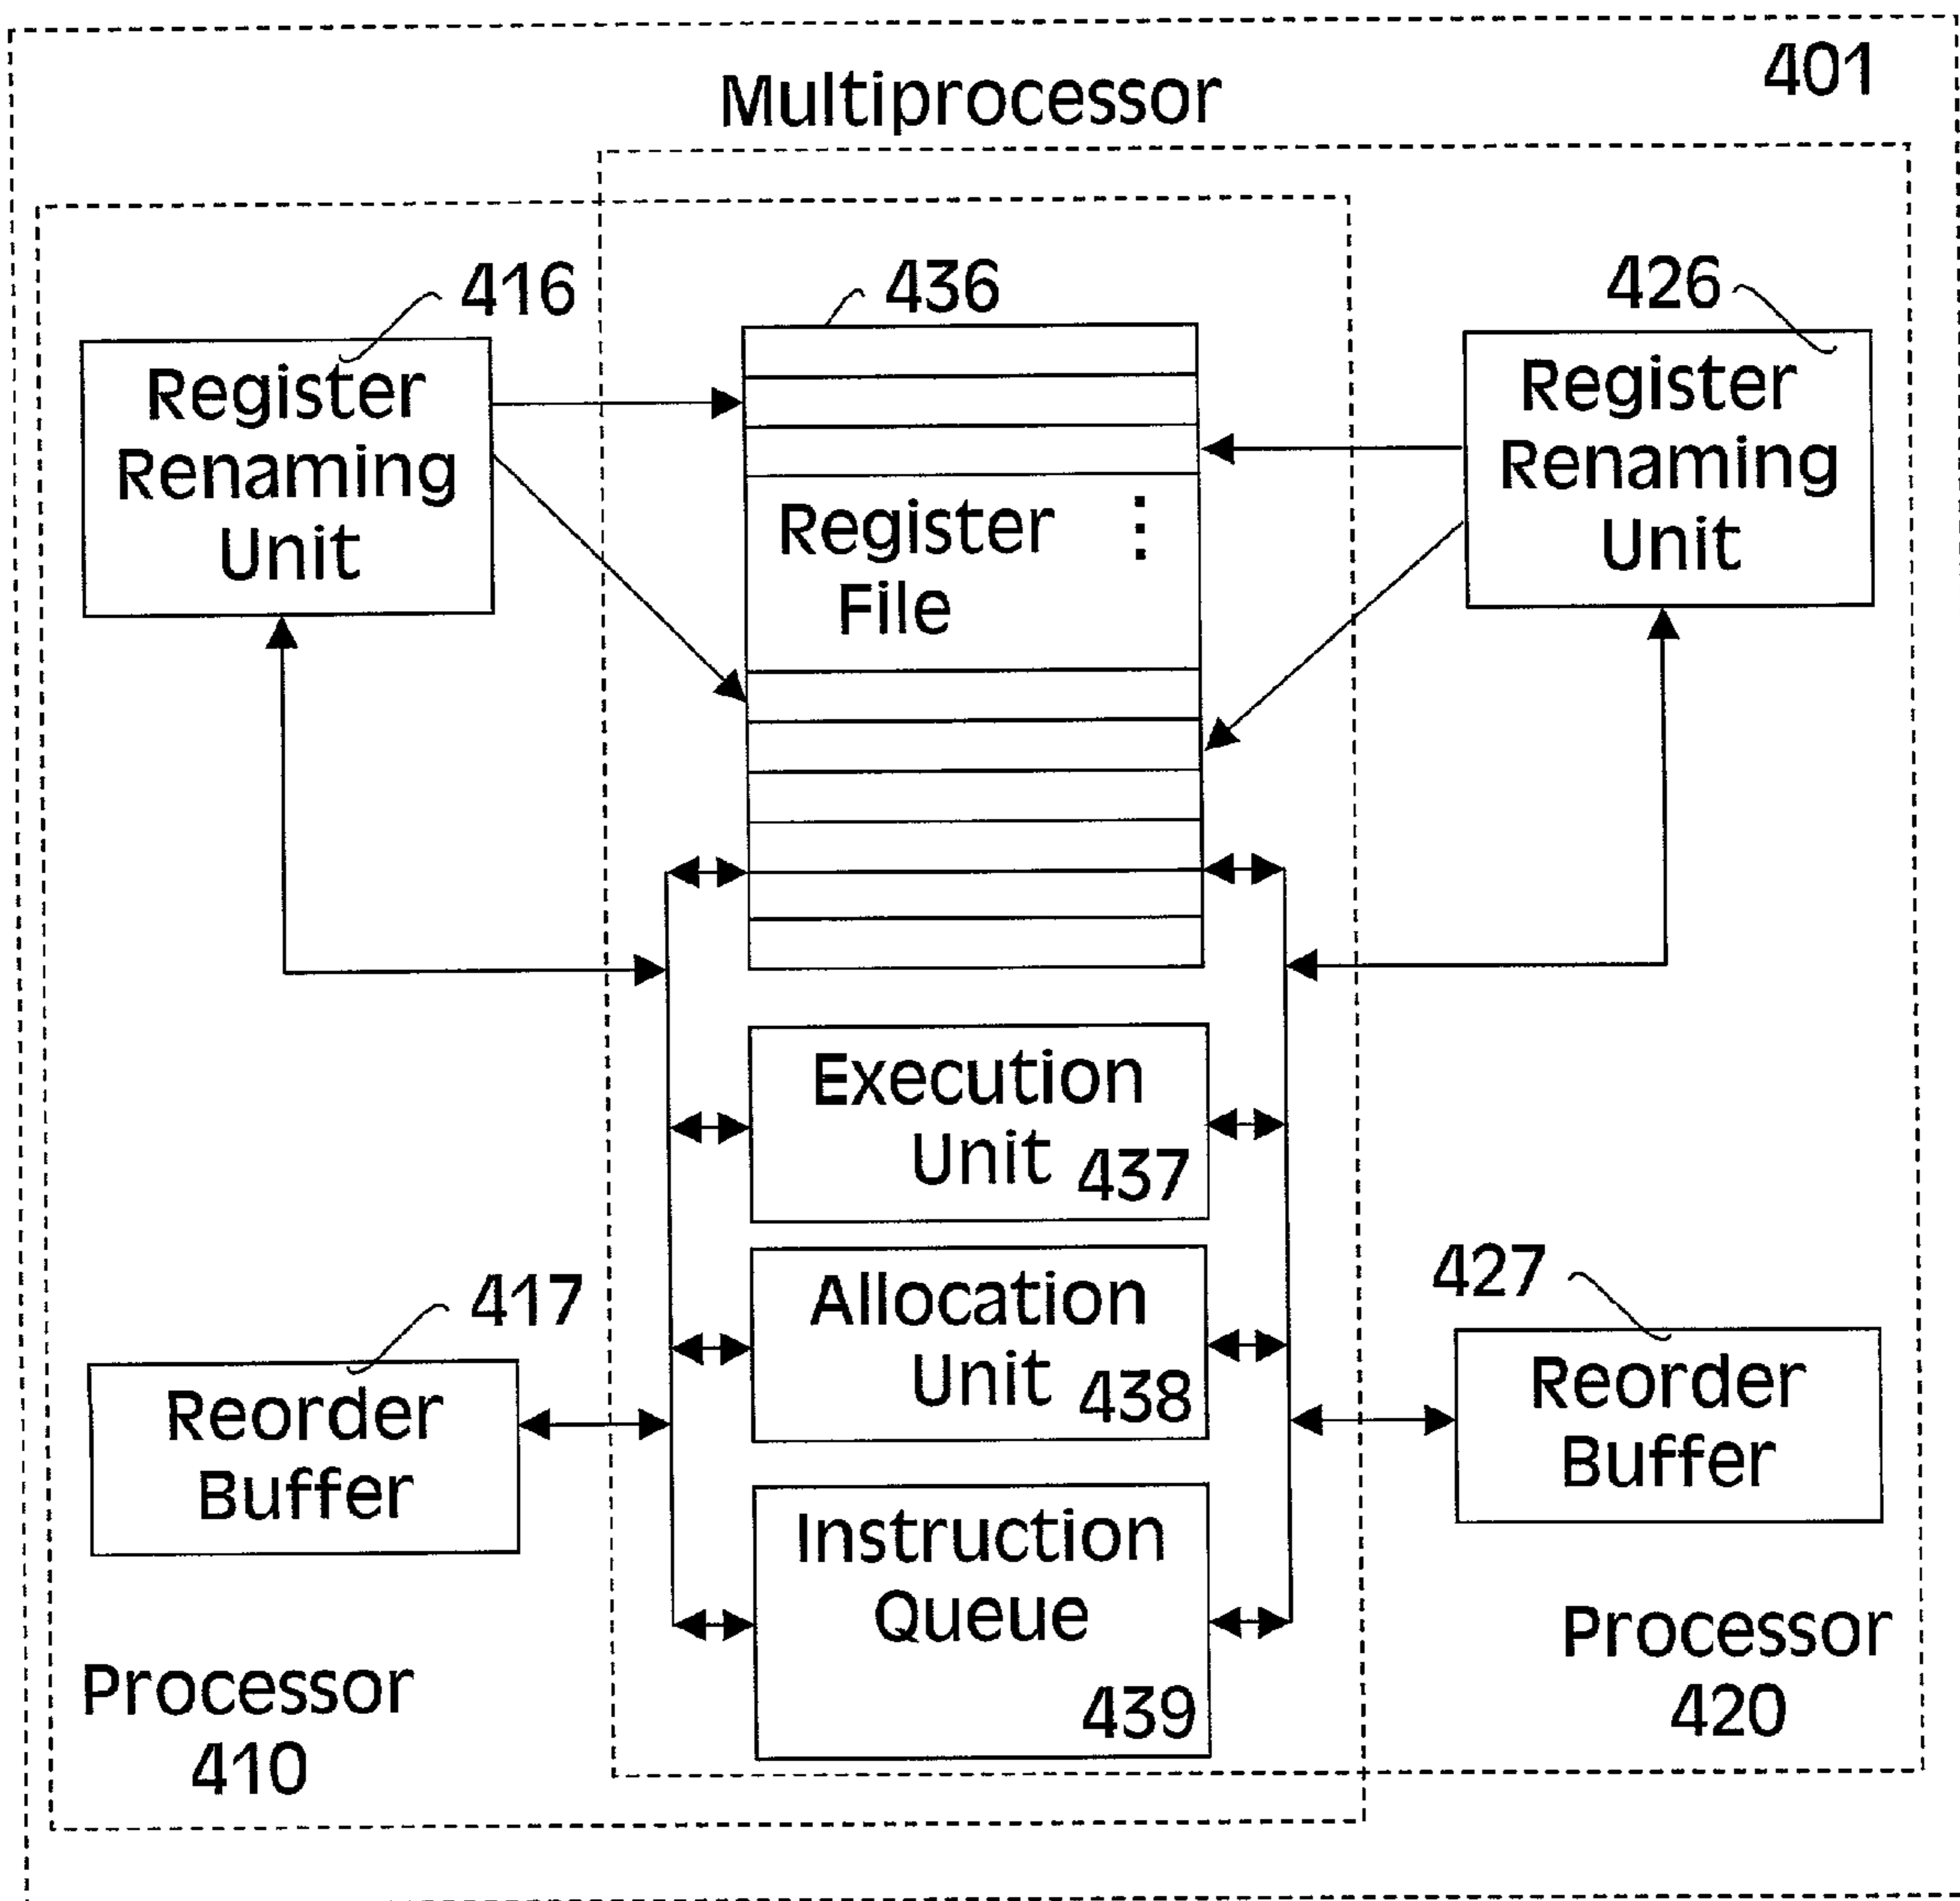 401
Multiprocessor
416
436
426
Register
Renaming
Unit
Register
File
Register
Renaming
Unit
Execution
Unit 437
417
Allocation
Unit 438
427
Reorder
Buffer
Reorder
Buffer
Instruction
Queue
439
Processor
410
Processor
420